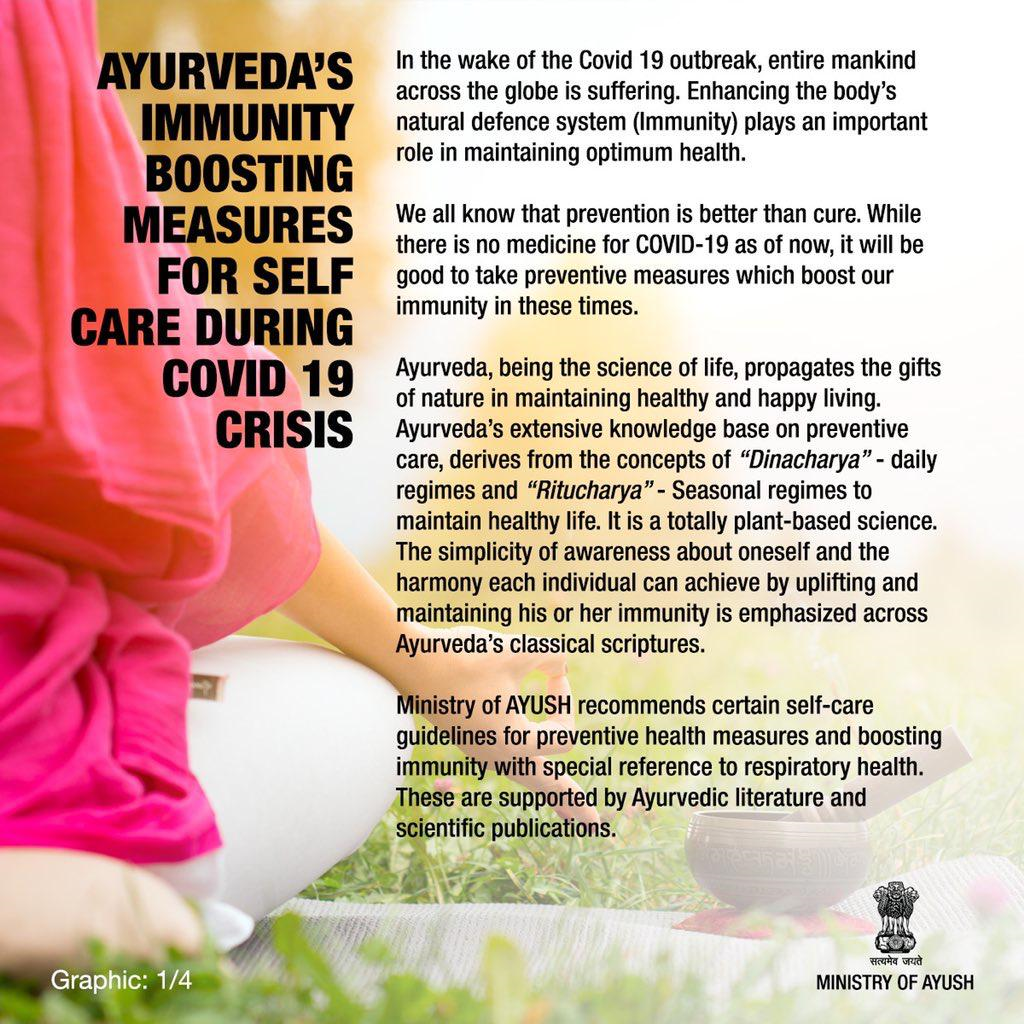 AYURVEDA'S
IMMUNITY
BOOSTING
MEASURES
FOR SELF
CARE DURING
COVID 19
CRISIS
In the wake of the Covid 19 outbreak, entire mankind
across the globe is suffering. Enhancing the body's
natural defence system (Immunity) plays an important
role in maintaining optimum health.
We all know that prevention is better than cure. While
there is no medicine for COVID-19 as of now, it will be
good to take preventive measures which boost our
immunity in these times.
Ayurveda, being the science of life, propagates the gifts
of nature in maintaining healthy and happy living.
Ayurveda's extensive knowledge base on preventive
care, derives from the concepts of "Dinacharya" - daily
regimes and "Ritucharya" - Seasonal regimes to
maintain healthy life. It is a totally plant-based science.
The simplicity of awareness about oneself and the
harmony each individual can achieve by uplifting and
maintaining his or her immunity is emphasized across
Ayurveda's classical scriptures.
Ministry of AYUSH recommends certain self-care
guidelines for preventive health measures and boosting
immunity with special reference to respiratory health.
These are supported by Ayurvedic literature and
scientific publications.
सत्यमेव जयते
MINISTRY OF AYUSH
Graphic: 1/4